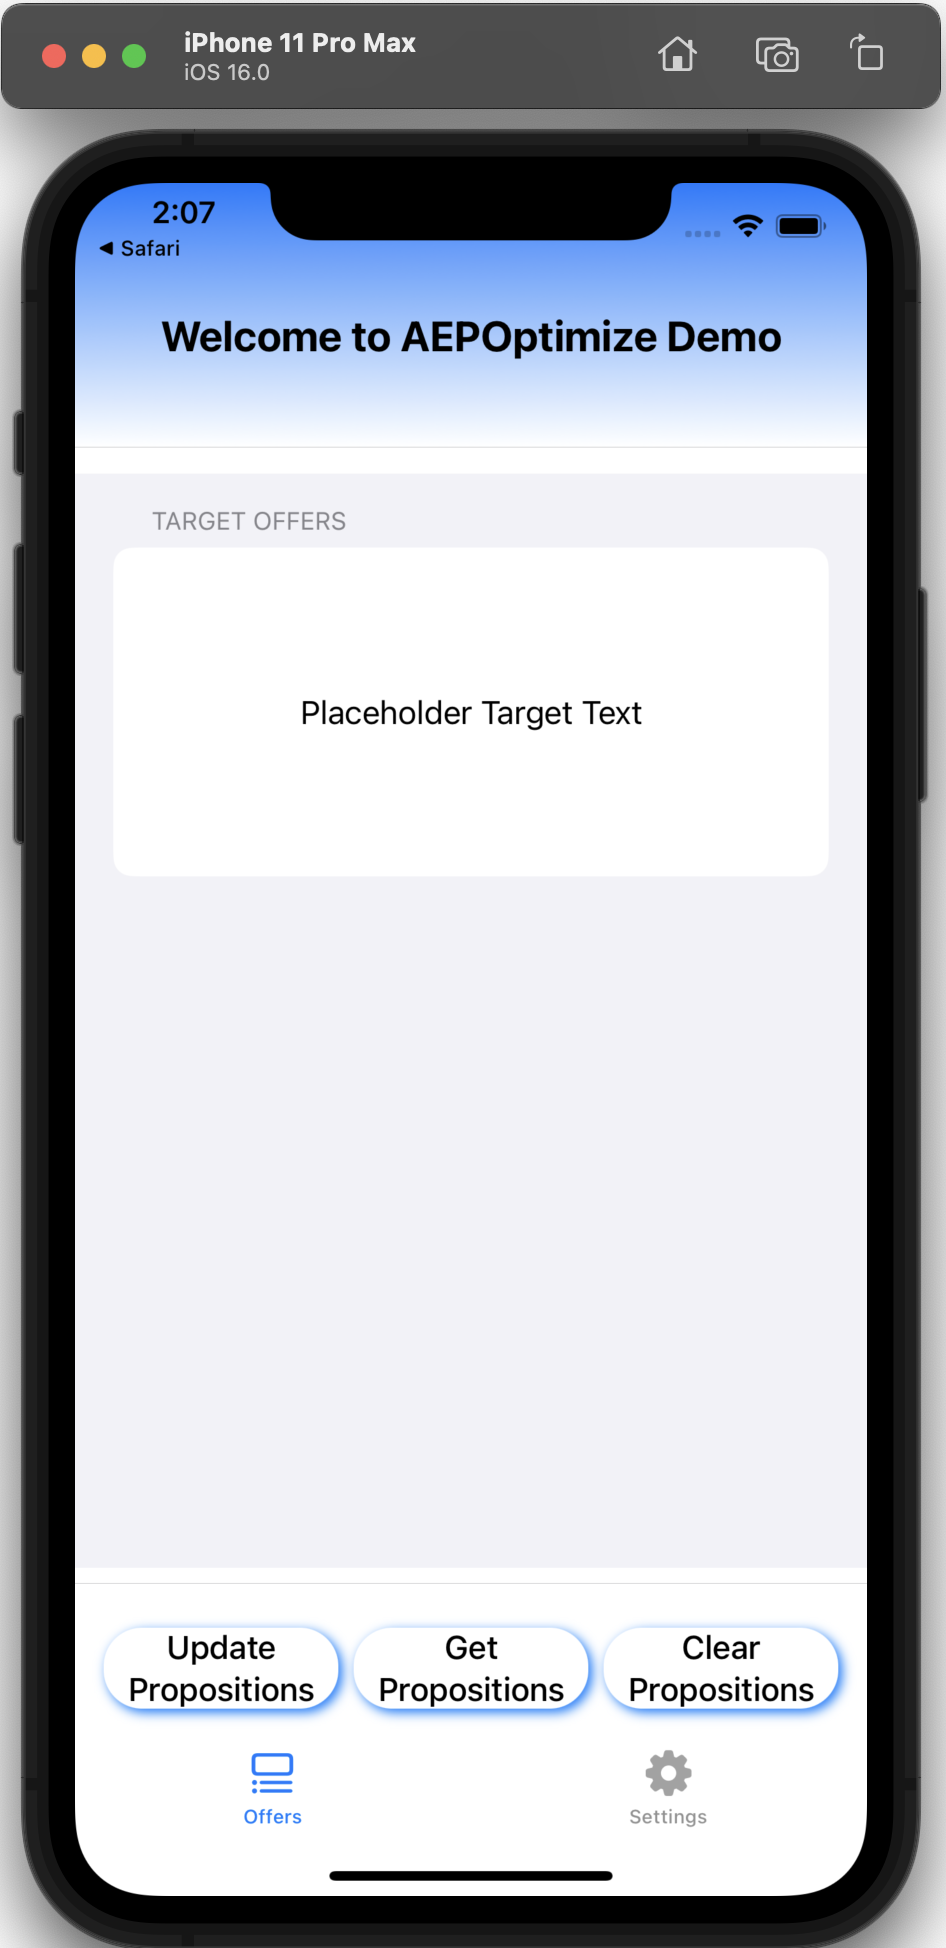 iPhone 11 Pro Max
iOS 16.0
2:07
◀ Safari
Welcome to AEPOptimize Demo
TARGET OFFERS
Placeholder Target Text
Update
Propositions
Get
Propositions
Clear
Propositions
Offers
Settings